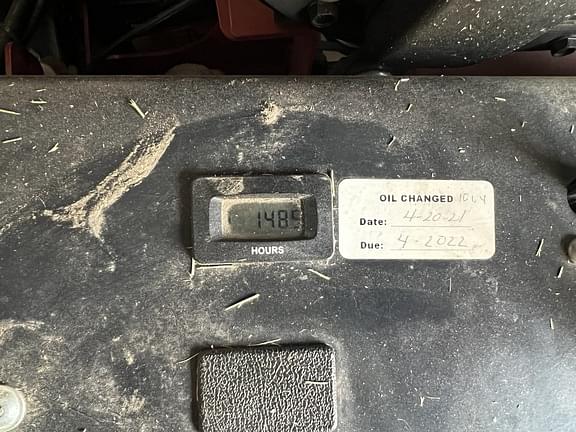 1485
HOURS
OIL CHANGED
Date: 4-20-21
Due: 4-2022